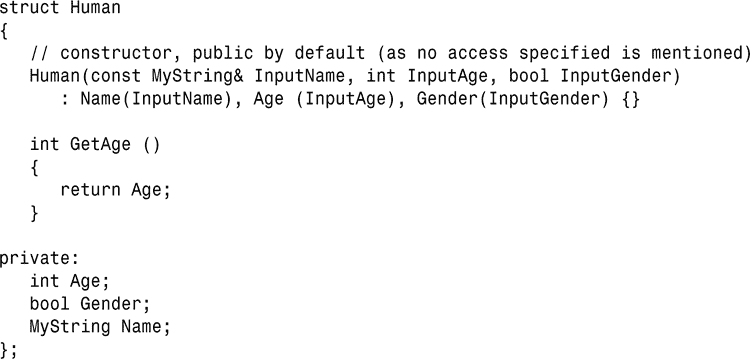 struct Human
{
   // constructor, public by default (as no access specified is mentioned)
   Human(const MyString& InputName, int InputAge, bool InputGender)
      : Name(InputName), Age (InputAge), Gender(InputGender) {}

   int GetAge ()
   {
      return Age;
   }

private:
   int Age;
   bool Gender;
   MyString Name;
};